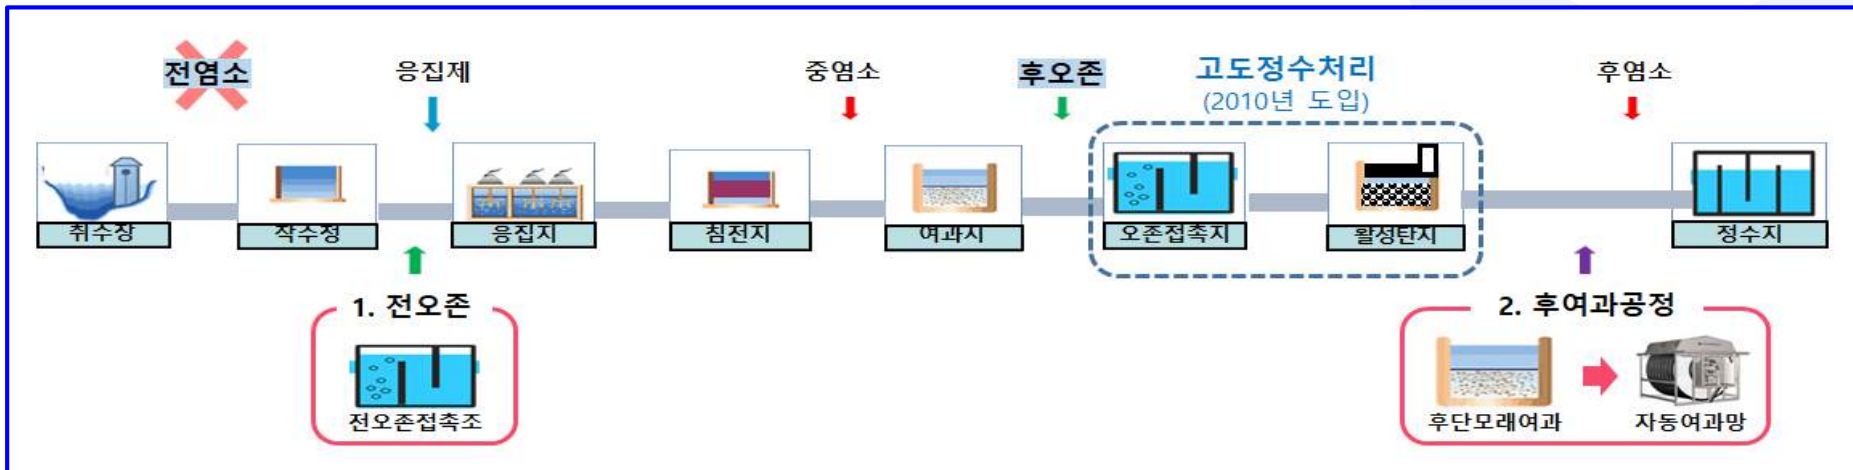 전염소
응집제
중염소
후오존
고도정수처리
(2010년 도입)
후염소
취수장
착수정
응집지
침전지
여과지
오존접촉지
활성탄지
정수지
1. 전오존
전오존접촉조
2. 후여과공정
후단모래여과
자동여과망